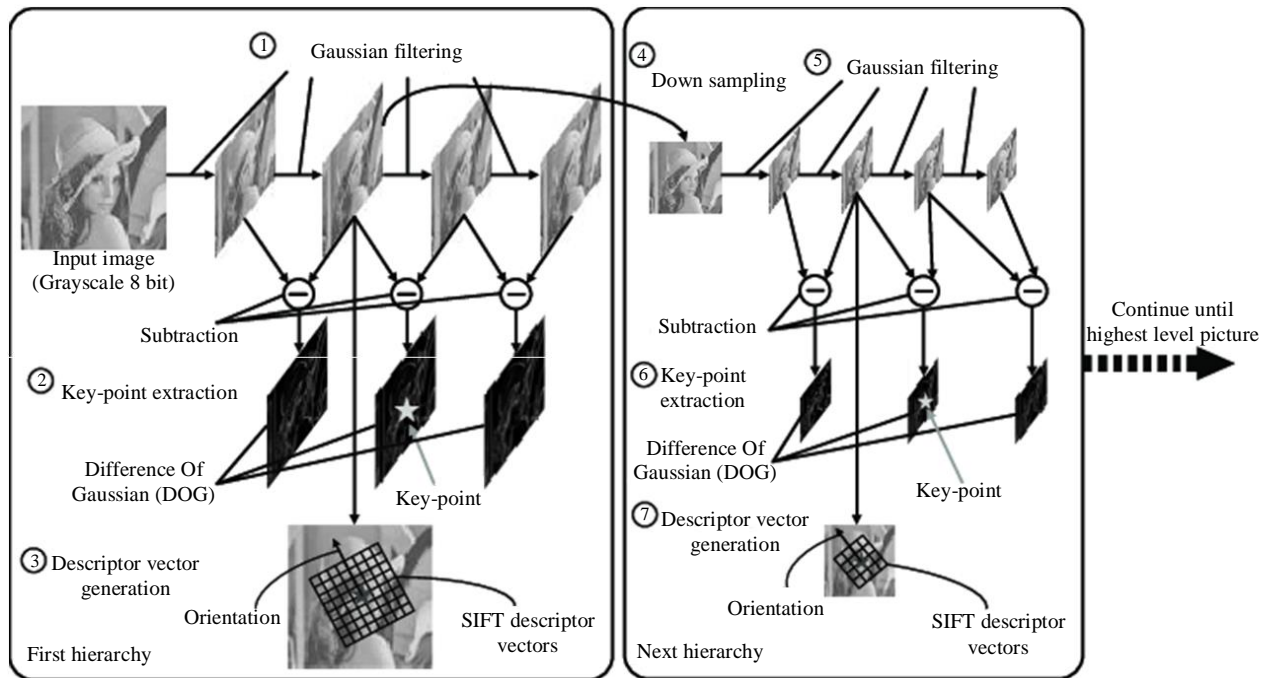 1
Gaussian filtering
Input image
(Grayscale 8 bit)
Subtraction
2
Key-point extraction
Difference Of
Gaussian (DOG)
Key-point
3
Descriptor vector
generation
Orientation
SIFT descriptor
vectors
First hierarchy
4
Down sampling
5
Gaussian filtering
Subtraction
6
Key-point
extraction
Difference Of
Gaussian (DOG)
Key-point
7
Descriptor vector
generation
Orientation
SIFT descriptor
vectors
Next hierarchy
Continue until
highest level picture